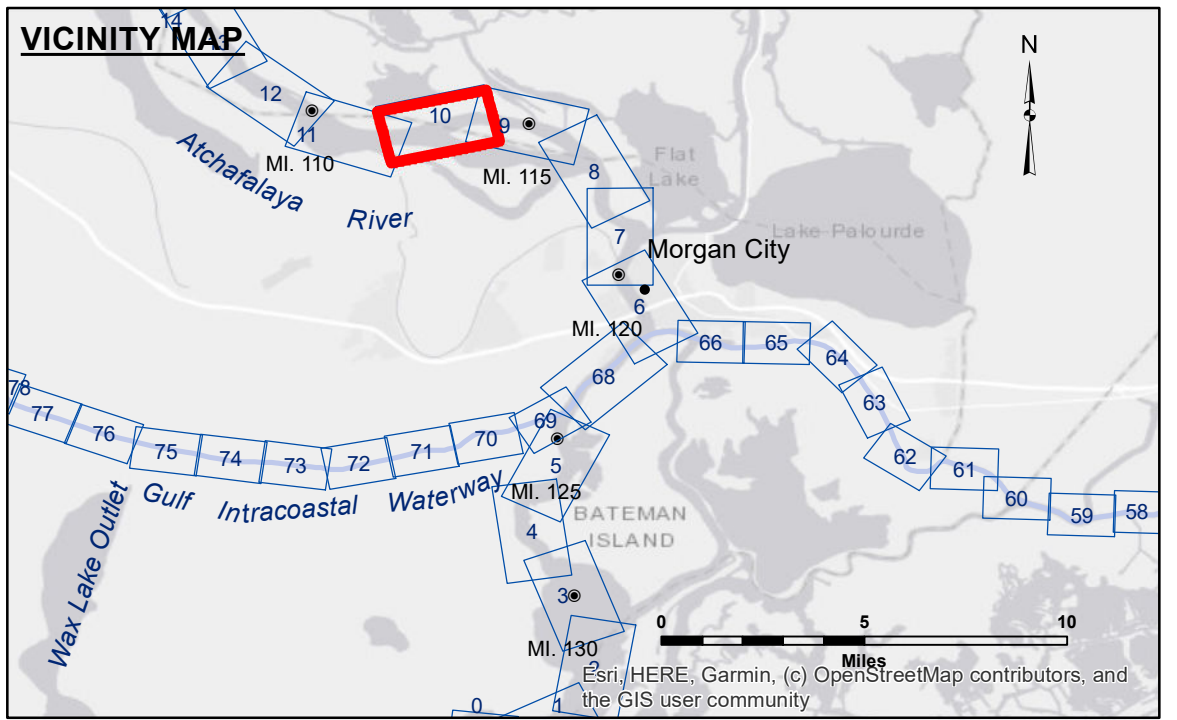 14
VICINITY MAP
13
N
12
10
9
11
MI. 110
MI. 115
Atchafalaya
River
8
Flat
Lake
7
Lake Palourde
Morgan City
6
MI. 120
66
65
64
68
63
78
77
76
75
74
73
72
71
70
69
62
61
60
59
58
5
MI. 125
Gulf Intracoastal Waterway
Wax Lake Outlet
4
BATEMAN
ISLAND
3
0 5 10
Miles
MI. 130
2
Esri, HERE, Garmin, (c) OpenStreetMap contributors, and
the GIS user community
0
1